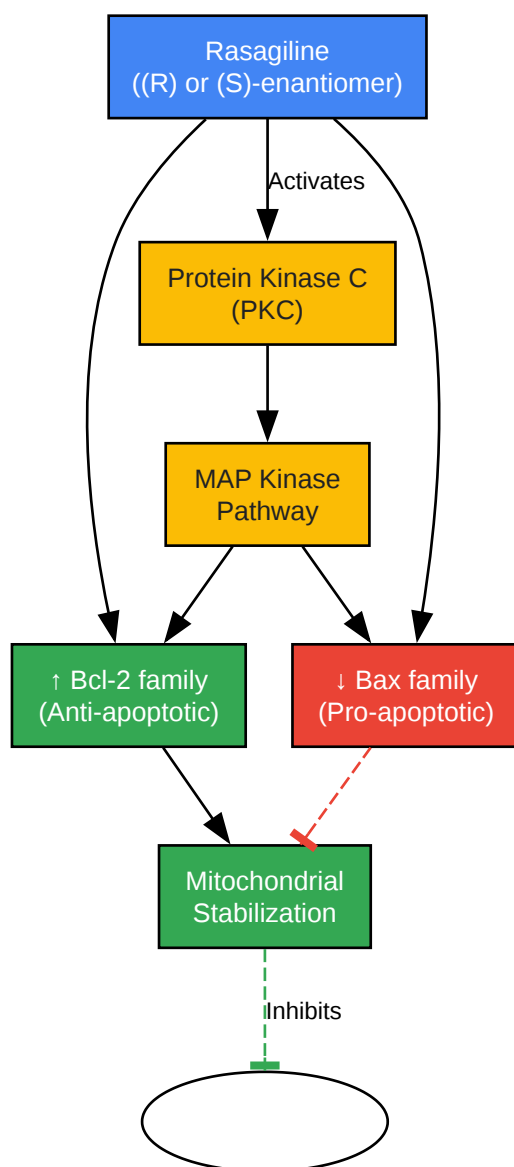 Rasagiline
((R) or (S)-enantiomer)
Activates
Protein Kinase C
(PKC)
MAP Kinase
Pathway
↑ Bcl-2 family
(Anti-apoptotic)
↓ Bax family
(Pro-apoptotic)
Mitochondrial
Stabilization
Inhibits